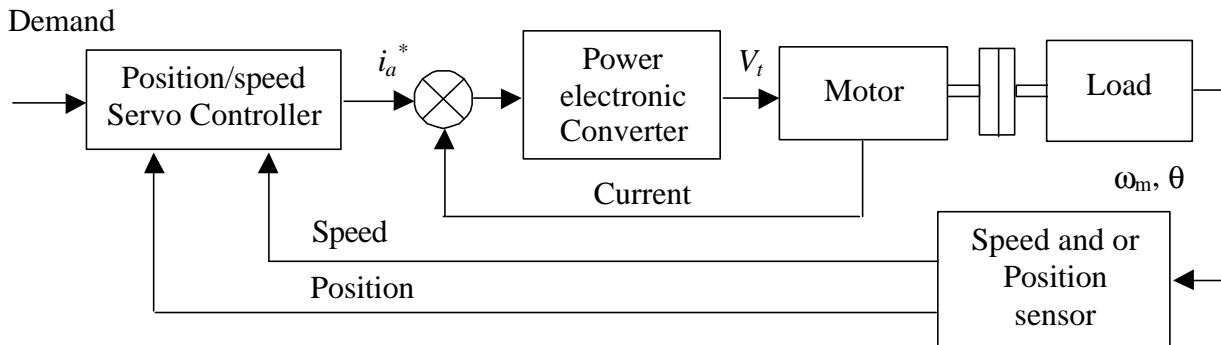 Demand
Position/speed
Servo Controller
i_a*
Power
electronic
Converter
V_t
Motor
Load
Current
ω_m, θ
Speed
Position
Speed and or
Position
sensor